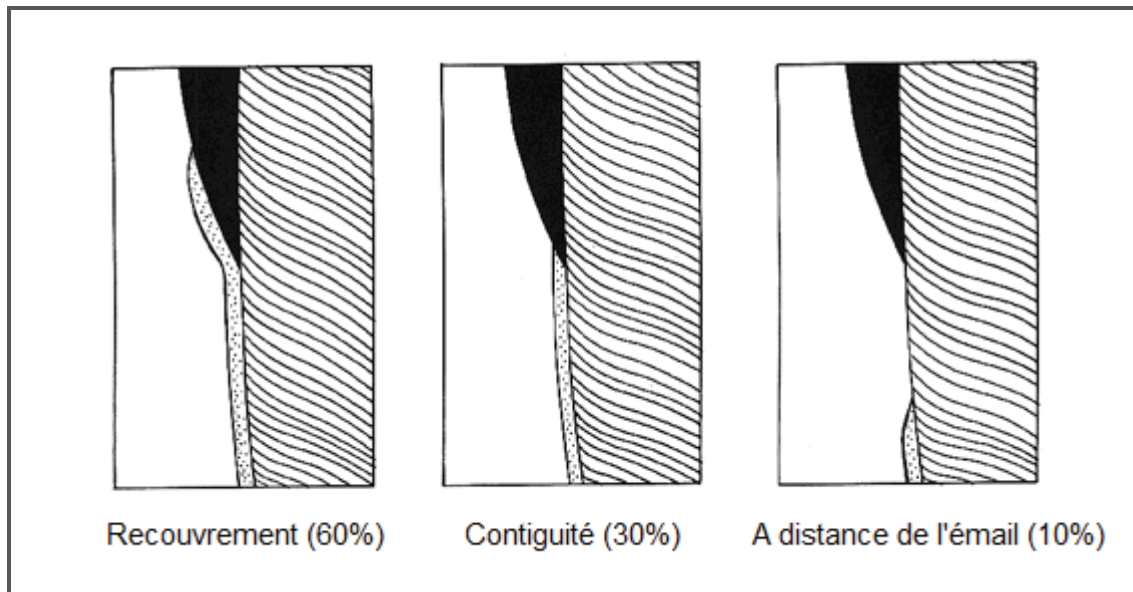 Recouvrement (60%)
Contiguité (30%)
A distance de l'émail (10%)